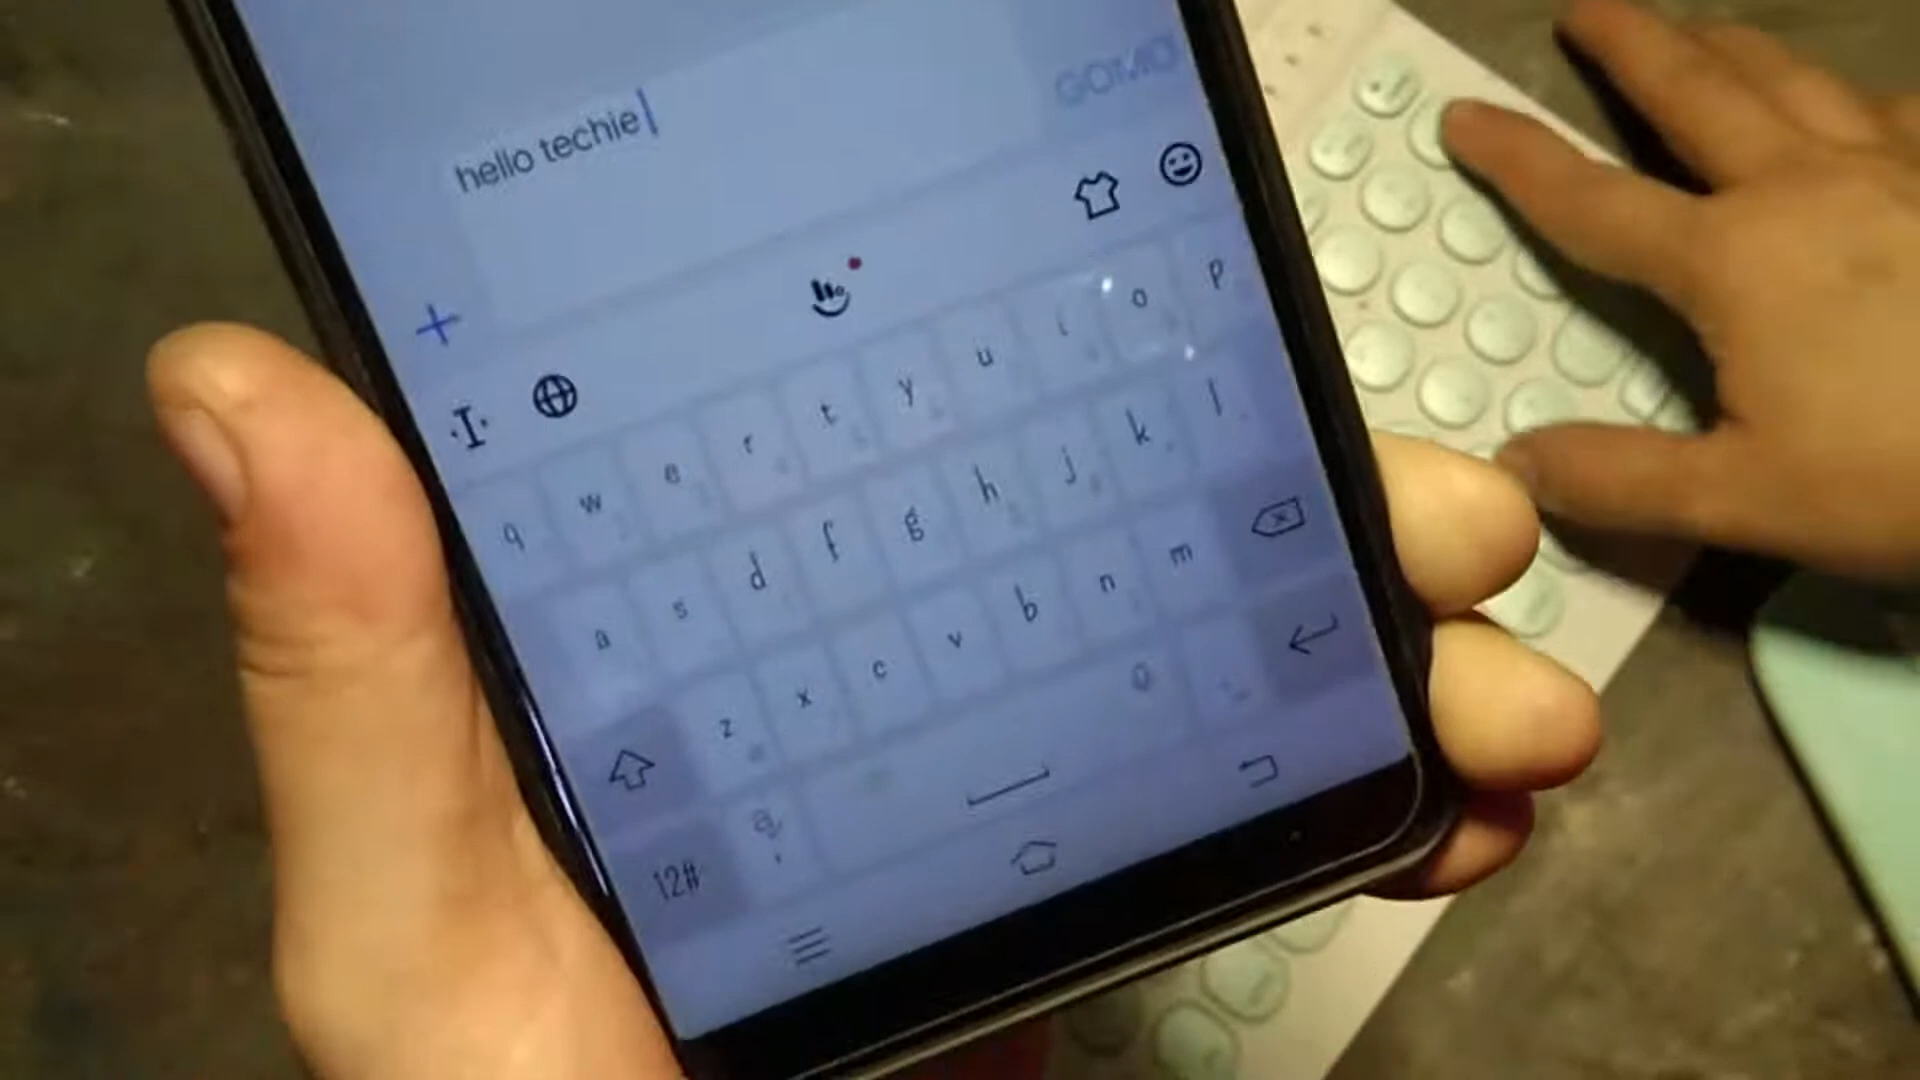 hello techie
GOMO
q w e r t y u i o p
a s d f g h j k l
z x c v b n m
12#